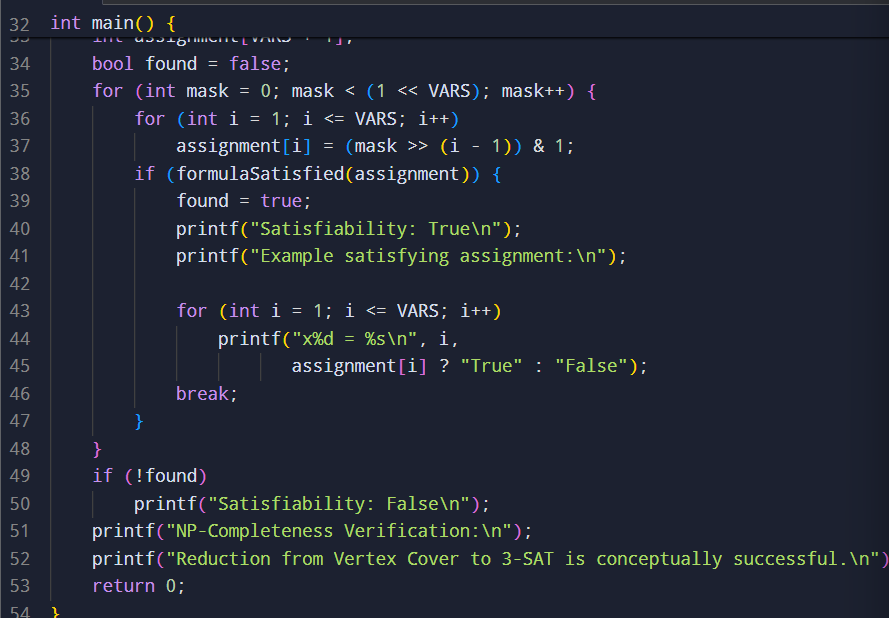 32 int main() {
33 int assignment[VARS + 1];
34 bool found = false;
35 for (int mask = 0; mask < (1 << VARS); mask++) {
36 for (int i = 1; i <= VARS; i++)
37 assignment[i] = (mask >> (i - 1)) & 1;
38 if (formulaSatisfied(assignment)) {
39 found = true;
40 printf("Satisfiability: True\n");
41 printf("Example satisfying assignment:\n");
42
43 for (int i = 1; i <= VARS; i++)
44 printf("x%d = %s\n", i,
45 assignment[i] ? "True" : "False");
46 break;
47 }
48 }
49 if (!found)
50 printf("Satisfiability: False\n");
51 printf("NP-Completeness Verification:\n");
52 printf("Reduction from Vertex Cover to 3-SAT is conceptually successful.\n")
53 return 0;
54 }